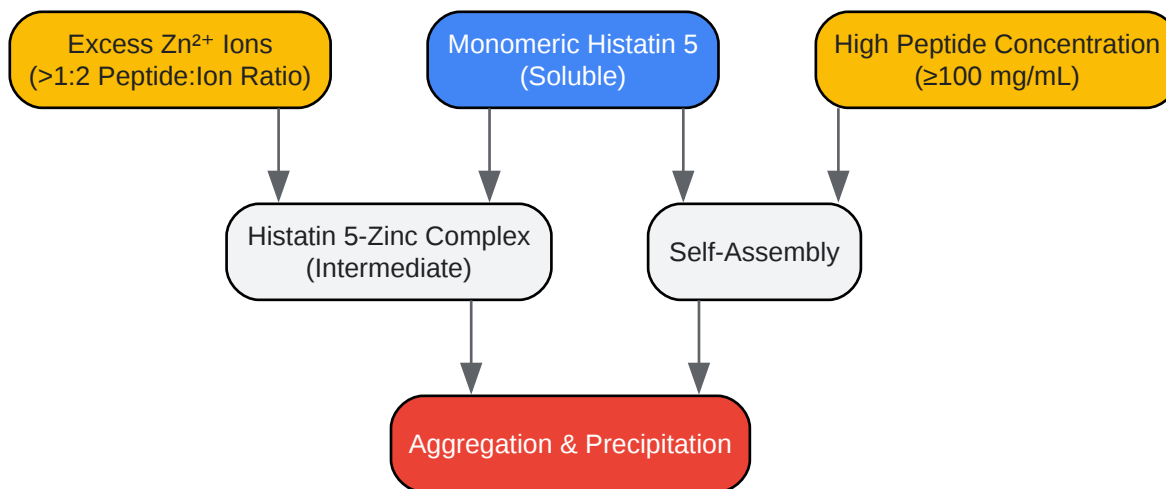 Excess Zn²⁺ Ions
(>1:2 Peptide:Ion Ratio)
Monomeric Histatin 5
(Soluble)
High Peptide Concentration
(≥100 mg/mL)
Histatin 5-Zinc Complex
(Intermediate)
Self-Assembly
Aggregation & Precipitation